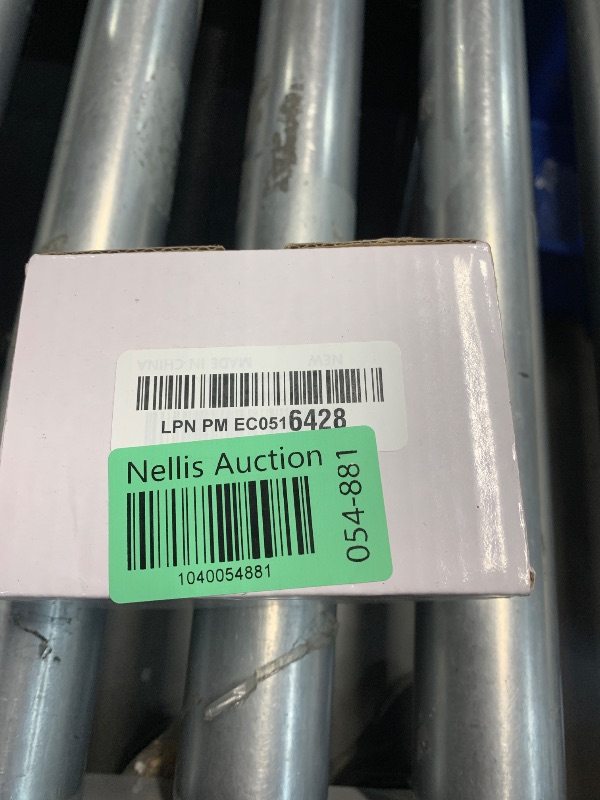 MADE IN CHINA NEW
LPN PM EC0516428
Nellis Auction
1040054881
054-881